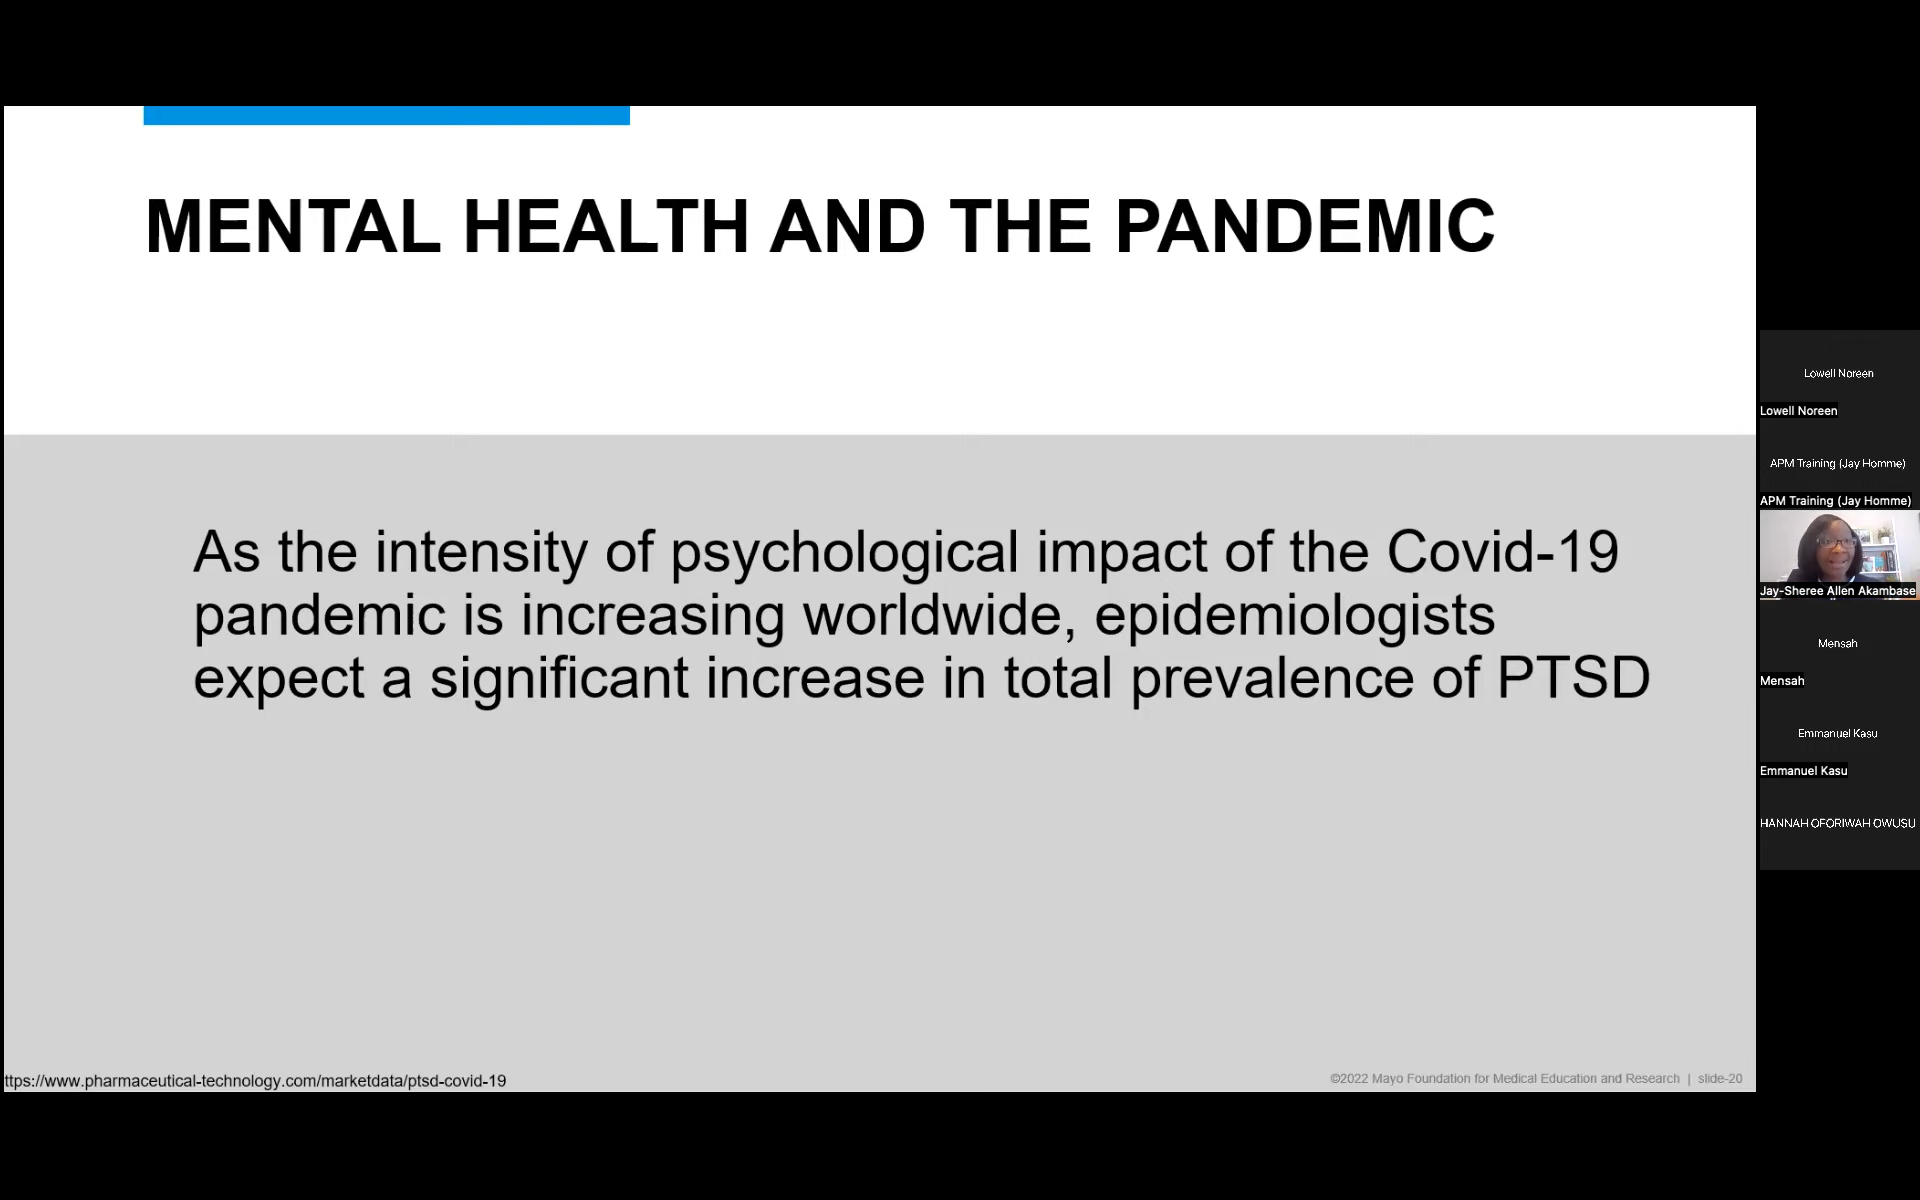 MENTAL HEALTH AND THE PANDEMIC
As the intensity of psychological impact of the Covid-19
pandemic is increasing worldwide, epidemiologists
expect a significant increase in total prevalence of PTSD
ttps://www.pharmaceutical-technology.com/marketdata/ptsd-covid-19
©2022 Mayo Foundation for Medical Education and Research | slide-20
Lowell Noreen
Lowell Noreen
APM Training (Jay Homme)
APM Training (Jay Homme)
Jay-Sheree Allen Akambase
Mensah
Mensah
Emmanuel Kasu
Emmanuel Kasu
HANNAH OFORIWAH OWUSU